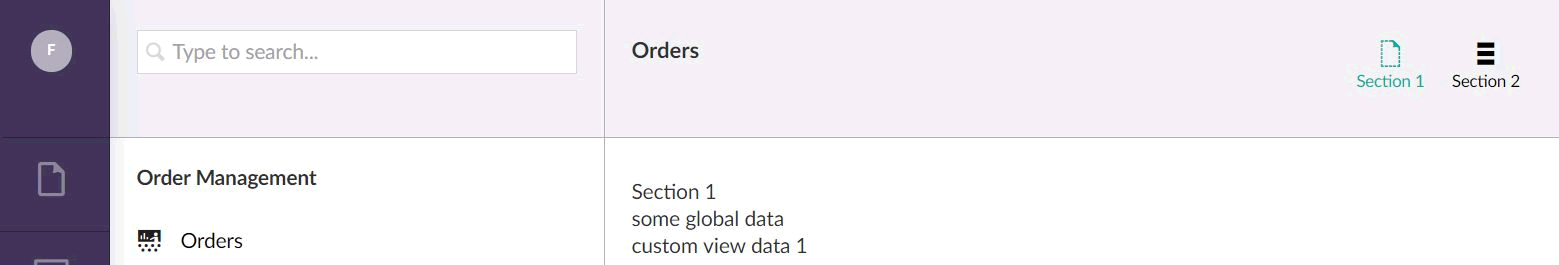 F
Type to search...
Orders
Section 1
Section 2
Order Management
Orders
Section 1
some global data
custom view data 1